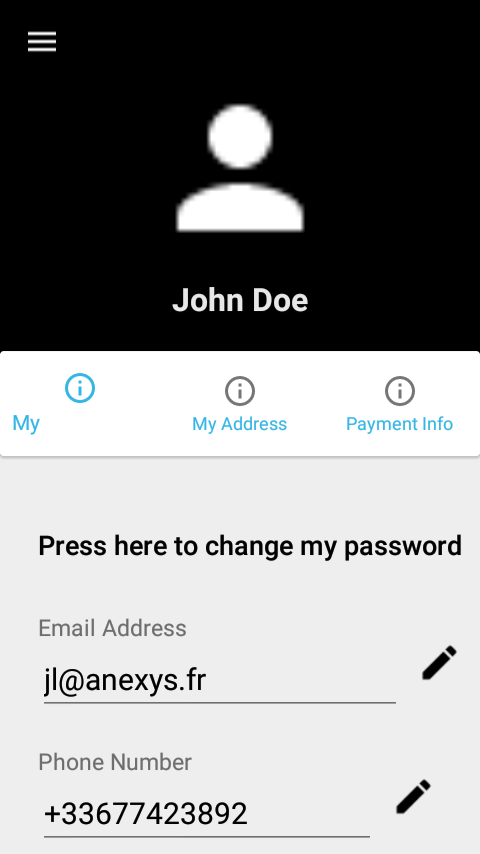 John Doe
My
My Address
Payment Info
Press here to change my password
Email Address
jl@anexys.fr
Phone Number
+33677423892